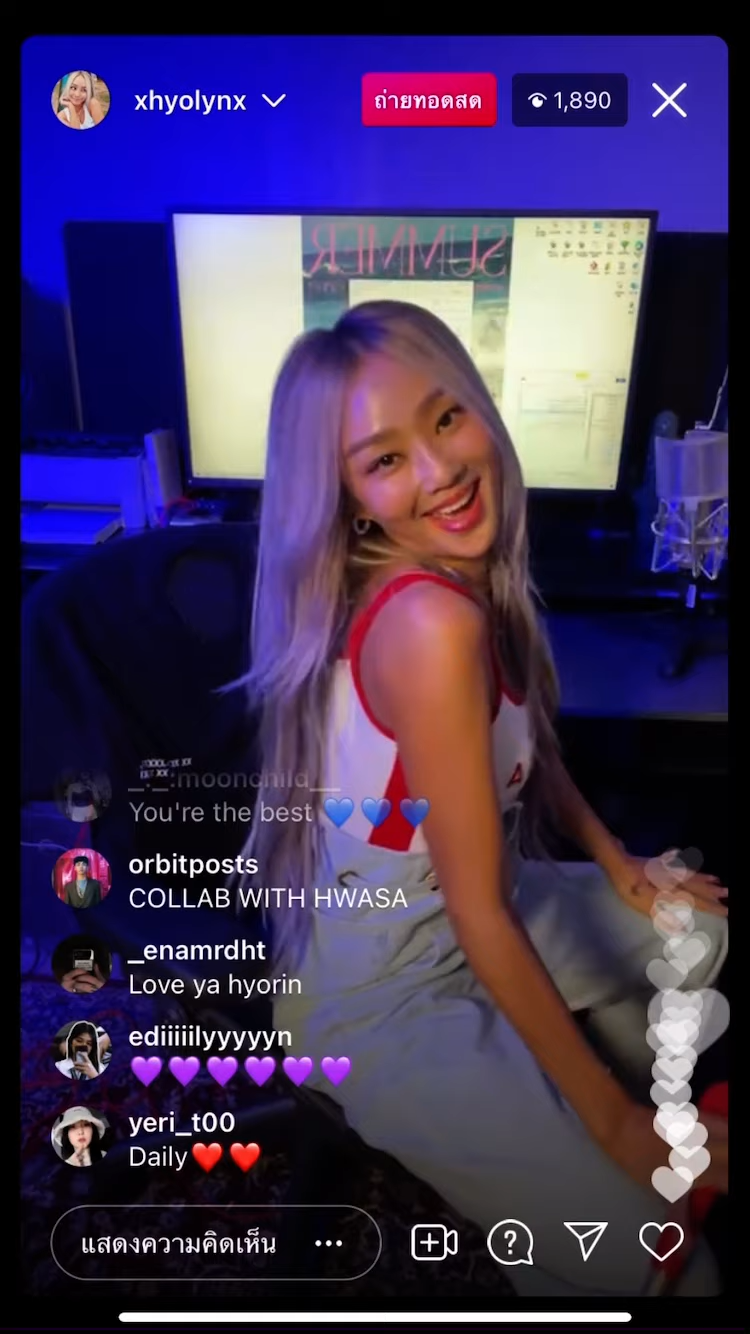 xhyolynx
ถ่ายทอดสด
1,890
SUMMER
_._:moonchild__
You're the best 💙💙💙
orbitposts
COLLAB WITH HWASA
_enamrdht
Love ya hyorin
ediiiiilyyyyyn
💜💜💜💜💜💜
yeri_t00
Daily❤️❤️
แสดงความคิดเห็น